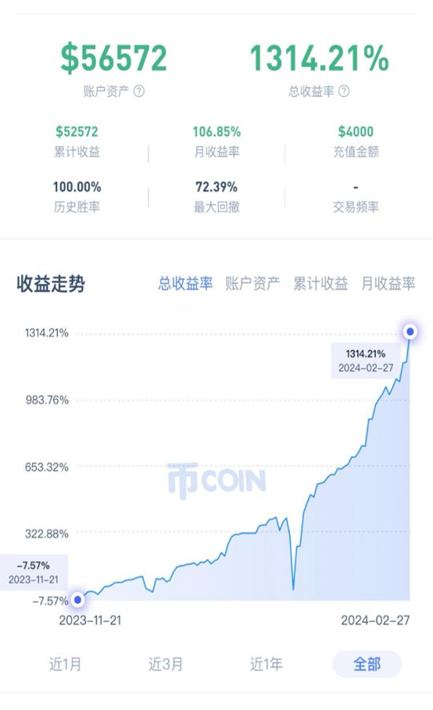 $56572 1314.21%
账户资产 ? 总收益率 ?
$52572 106.85% $4000
累计收益 月收益率 充值金额
100.00% 72.39% -
历史胜率 最大回撤 交易频率
收益走势 总收益率 账户资产 累计收益 月收益率
1314.21%
1314.21%
2024-02-27
983.76%
653.32%
币COIN
322.88%
-7.57%
2023-11-21
-7.57%
2023-11-21 2024-02-27
近1月 近3月 近1年 全部